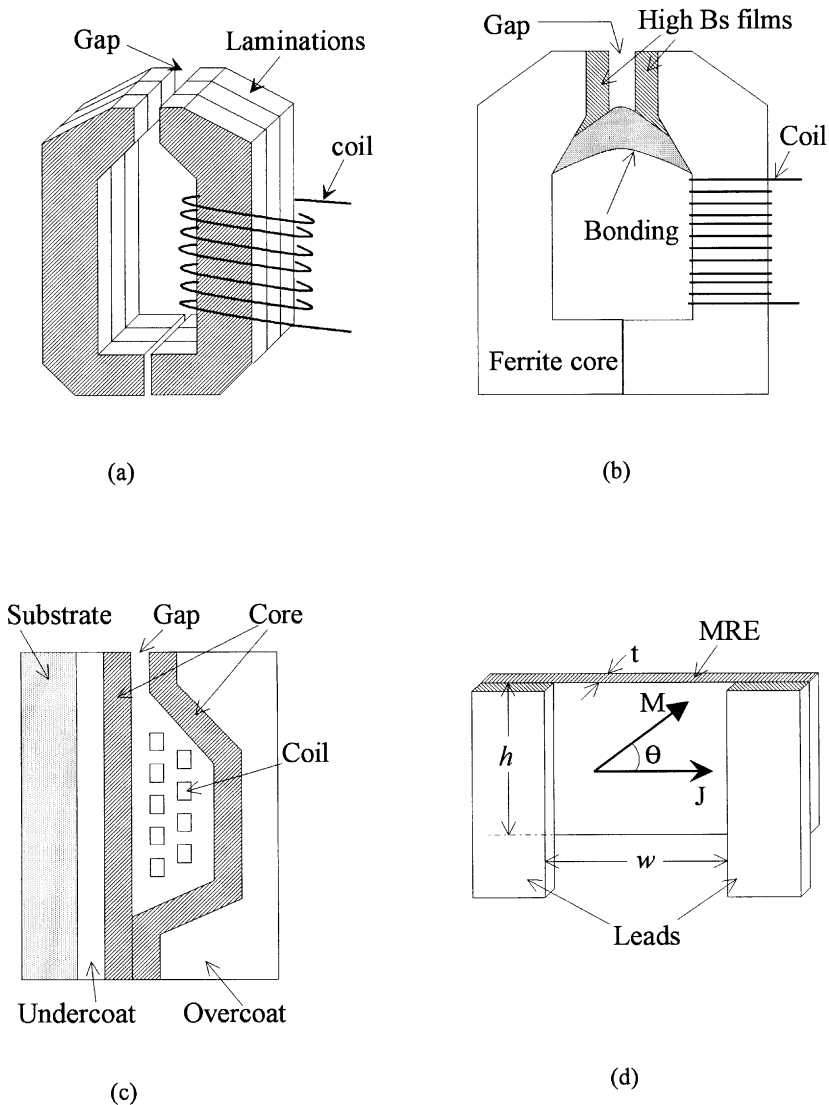 Gap
Laminations
coil
(a)
Gap
High Bs films
Coil
Bonding
Ferrite core
(b)
Substrate
Gap
Core
Coil
Undercoat
Overcoat
(c)
t
MRE
M
h
θ
J
w
Leads
(d)